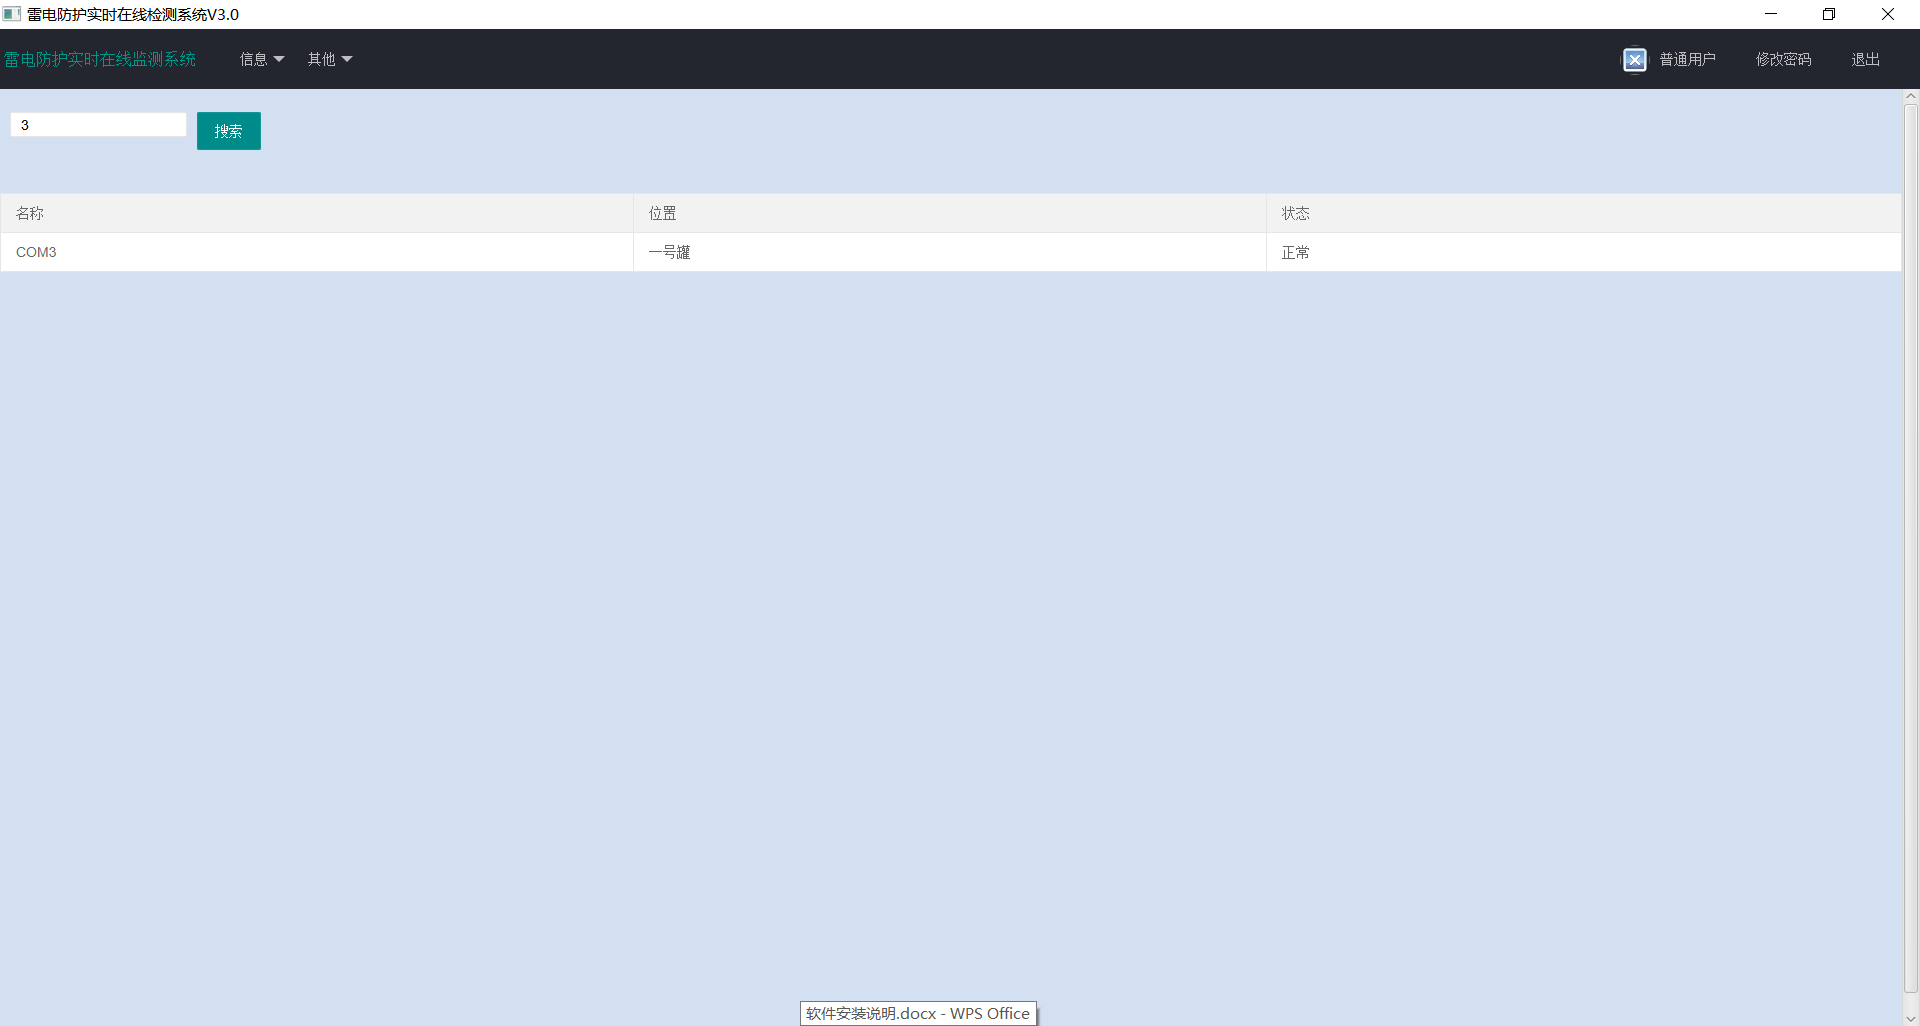 雷电防护实时在线检测系统V3.0
雷电防护实时在线监测系统 信息 其他 普通用户 修改密码 退出
3 搜索
名称 位置 状态
COM3 一号罐 正常
软件安装说明.docx - WPS Office